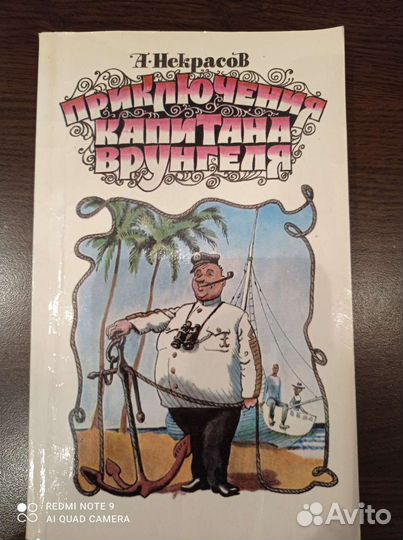 А. Некрасов
ПРИКЛЮЧЕНИЯ
КАПИТАНА
ВРУНГЕЛЯ
REDMI NOTE 9
AI QUAD CAMERA
Avito